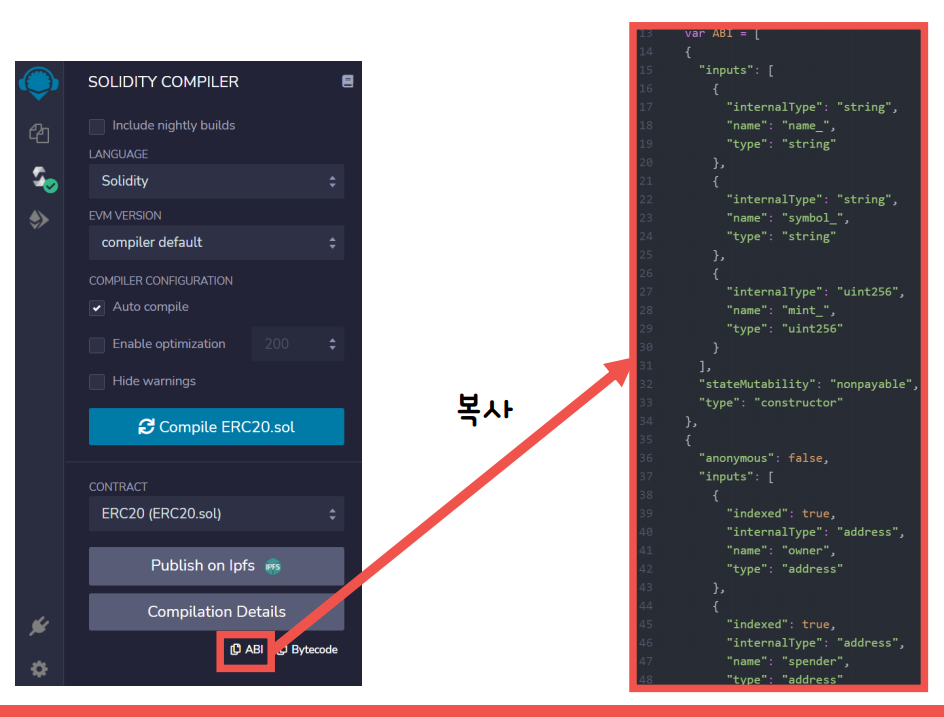 SOLIDITY COMPILER
Include nightly builds
LANGUAGE
Solidity
EVM VERSION
compiler default
COMPILER CONFIGURATION
Auto compile
Enable optimization 200
Hide warnings
Compile ERC20.sol
CONTRACT
ERC20 (ERC20.sol)
Publish on Ipfs IPFS
Compilation Details
ABI Bytecode
복사
13 var ABI = [
14 {
15 "inputs": [
16 {
17 "internalType": "string",
18 "name": "name_",
19 "type": "string"
20 },
21 {
22 "internalType": "string",
23 "name": "symbol_",
24 "type": "string"
25 },
26 {
27 "internalType": "uint256",
28 "name": "mint_",
29 "type": "uint256"
30 }
31 ],
32 "stateMutability": "nonpayable",
33 "type": "constructor"
34 },
35 {
36 "anonymous": false,
37 "inputs": [
38 {
39 "indexed": true,
40 "internalType": "address",
41 "name": "owner",
42 "type": "address"
43 },
44 {
45 "indexed": true,
46 "internalType": "address",
47 "name": "spender",
48 "type": "address"